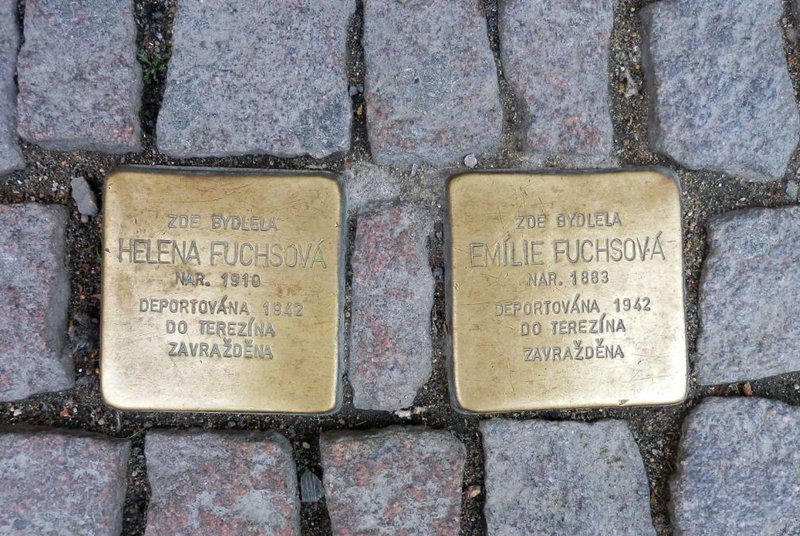 ZDE BYDLELA
HELENA FUCHSOVÁ
NAR. 1910
DEPORTOVÁNA 1942
DO TEREZÍNA
ZAVRAŽDĚNA
ZDE BYDLELA
EMÍLIE FUCHSOVÁ
NAR. 1883
DEPORTOVÁNA 1942
DO TEREZÍNA
ZAVRAŽDĚNA